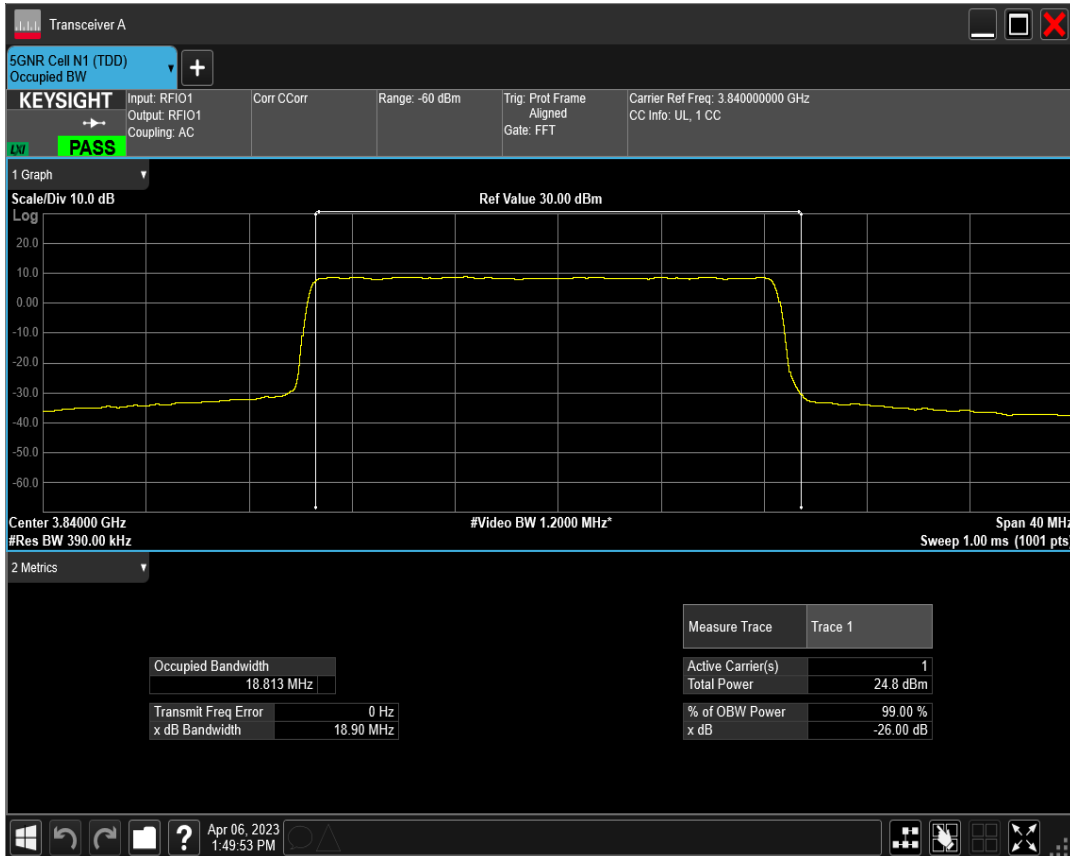 Transceiver A
5GNR Cell N1 (TDD)
Occupied BW
+
KEYSIGHT
LXI
PASS
Input: RFIO1
Output: RFIO1
Coupling: AC
Corr CCorr
Range: -60 dBm
Trig: Prot Frame
Aligned
Gate: FFT
Carrier Ref Freq: 3.840000000 GHz
CC Info: UL, 1 CC
1 Graph
Scale/Div 10.0 dB
Ref Value 30.00 dBm
Log
20.0
10.0
0.00
-10.0
-20.0
-30.0
-40.0
-50.0
-60.0
Center 3.84000 GHz
#Video BW 1.2000 MHz*
Span 40 MHz
#Res BW 390.00 kHz
Sweep 1.00 ms (1001 pts)
2 Metrics
Measure Trace Trace 1
Occupied Bandwidth
18.813 MHz
Active Carrier(s) 1
Total Power 24.8 dBm
Transmit Freq Error 0 Hz
x dB Bandwidth 18.90 MHz
% of OBW Power 99.00 %
x dB -26.00 dB
?
Apr 06, 2023
1:49:53 PM